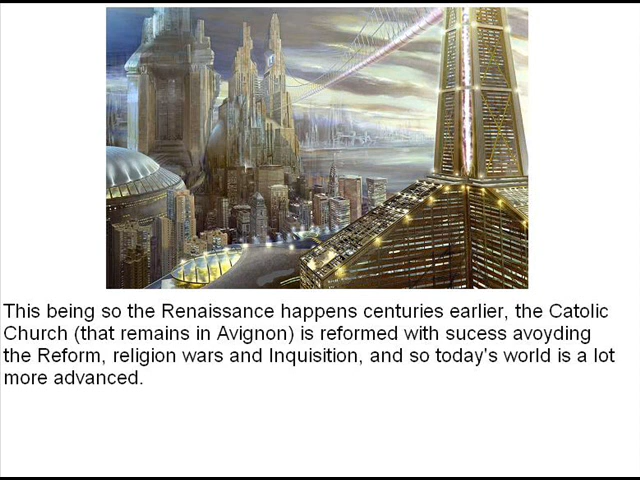 This being so the Renaissance happens centuries earlier, the Catolic
Church (that remains in Avignon) is reformed with sucess avoyding
the Reform, religion wars and Inquisition, and so today's world is a lot
more advanced.